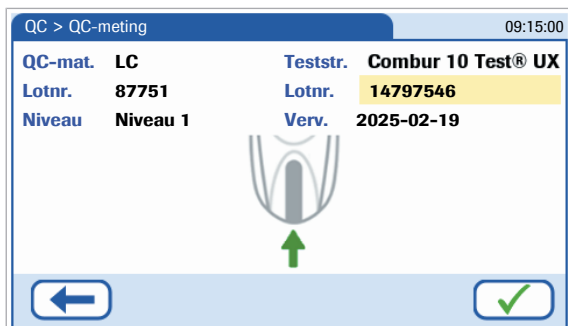 QC > QC-meting 09:15:00
QC-mat. LC Teststr. Combur 10 Test® UX
Lotnr. 87751 Lotnr. 14797546
Niveau Niveau 1 Verv. 2025-02-19